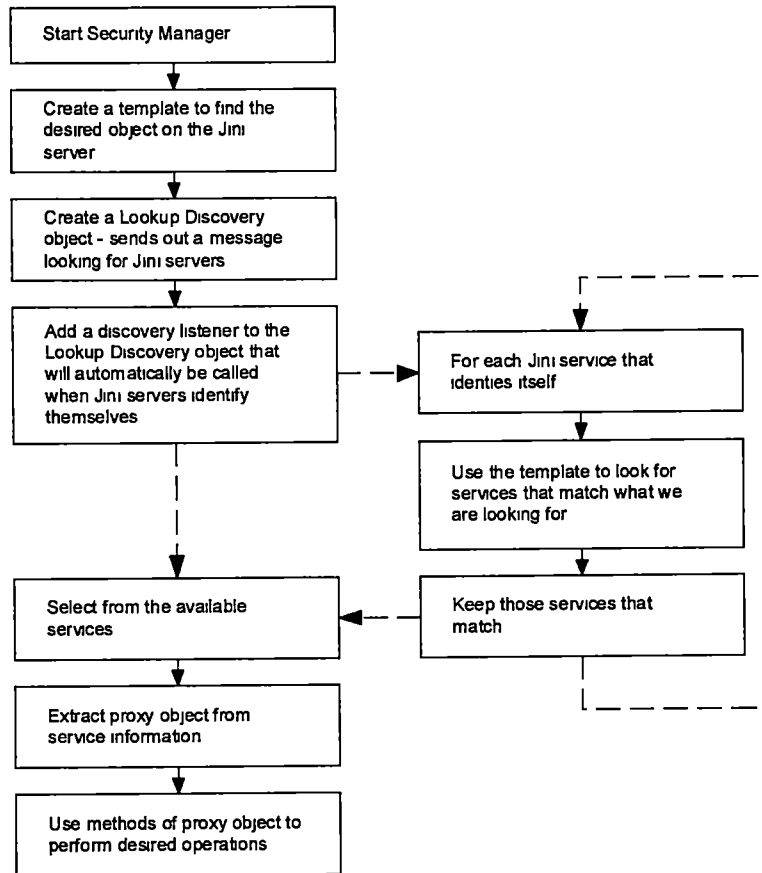 Start Security Manager
Create a template to find the
desired object on the Jini
server
Create a Lookup Discovery
object - sends out a message
looking for Jini servers
Add a discovery listener to the
Lookup Discovery object that
will automatically be called
when Jini servers identify
themselves
For each Jini service that
identies itself
Use the template to look for
services that match what we
are looking for
Keep those services that
match
Select from the available
services
Extract proxy object from
service information
Use methods of proxy object to
perform desired operations